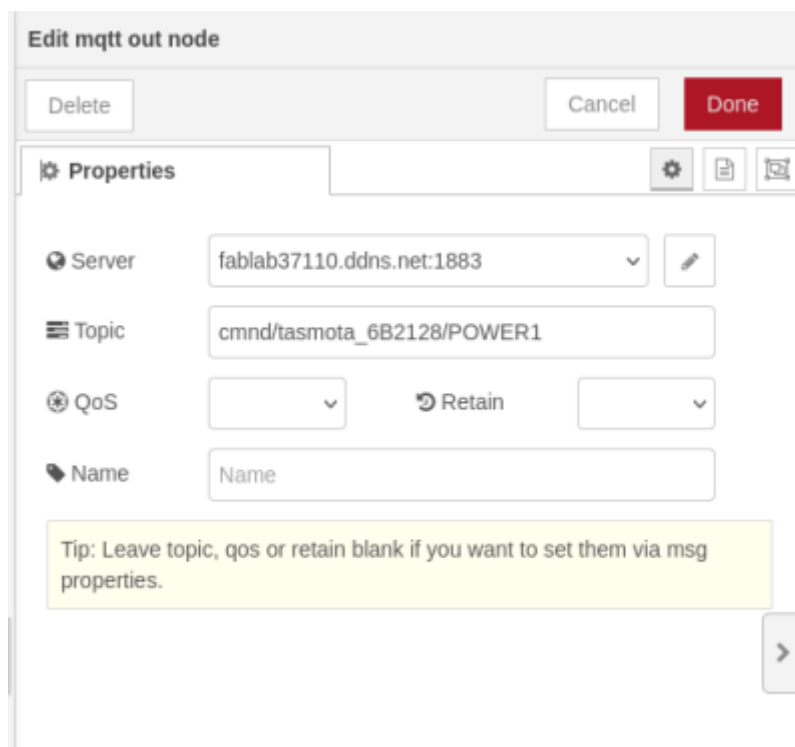 Edit mqtt out node
Delete
Cancel
Done
Properties
Server
fablab37110.ddns.net:1883
Topic
cmnd/tasmota_6B2128/POWER1
QoS
Retain
Name
Name
Tip: Leave topic, qos or retain blank if you want to set them via msg
properties.